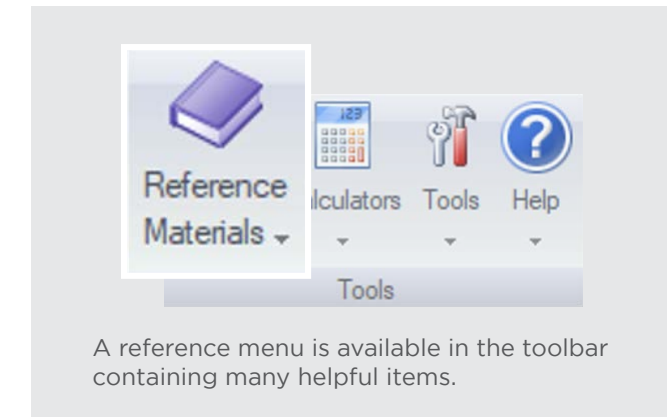 123
Reference
Materials
lculators
Tools
Help
?
Tools
A reference menu is available in the toolbar
containing many helpful items.